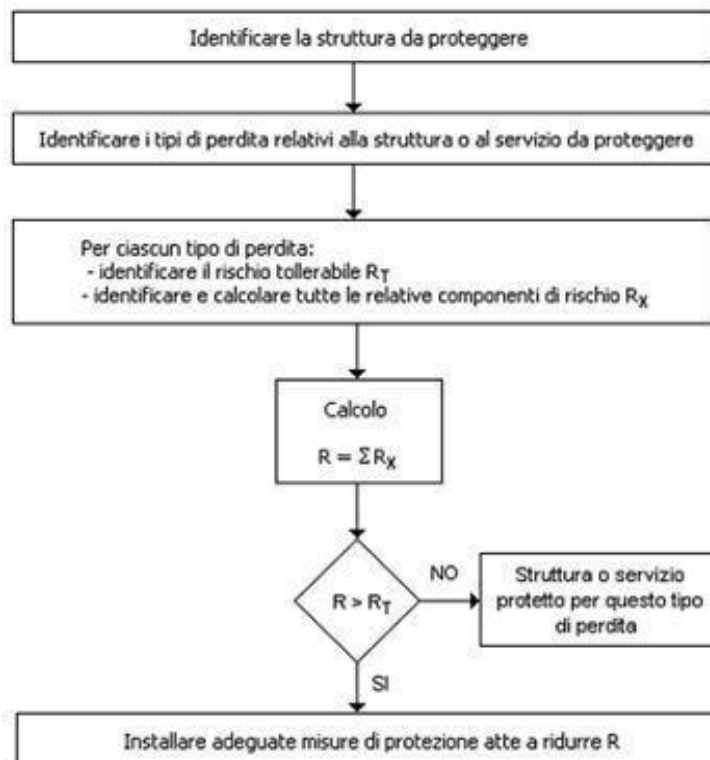 Identificare la struttura da proteggere
Identificare i tipi di perdita relativi alla struttura o al servizio da proteggere
Per ciascun tipo di perdita:
- identificare il rischio tollerabile RT
- identificare e calcolare tutte le relative componenti di rischio RX
Calcolo
R = ΣRX
R > RT
NO
Struttura o servizio
protetto per questo tipo
di perdita
SI
Installare adeguate misure di protezione atte a ridurre R